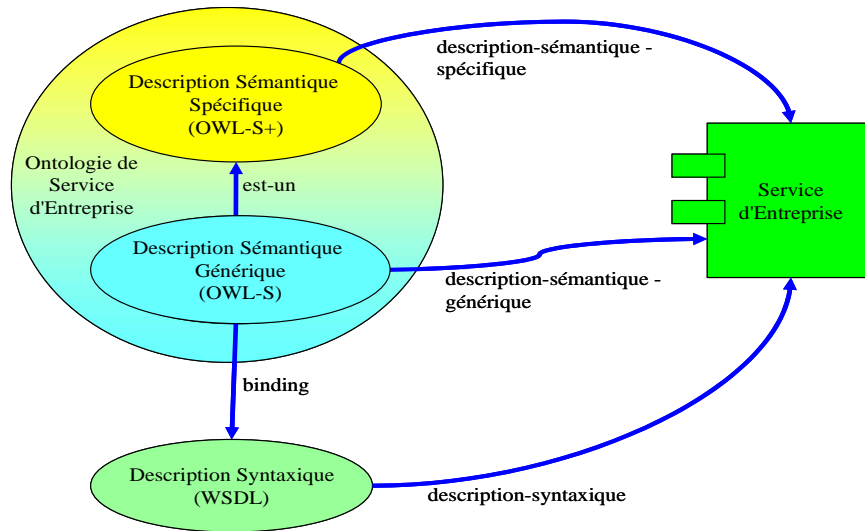 description-sémantique -
spécifique
Description Sémantique
Spécifique
(OWL-S+)
Ontologie de
Service
d'Entreprise
est-un
Service
d'Entreprise
Description Sémantique
Générique
(OWL-S)
description-sémantique -
générique
binding
Description Syntaxique
(WSDL)
description-syntaxique